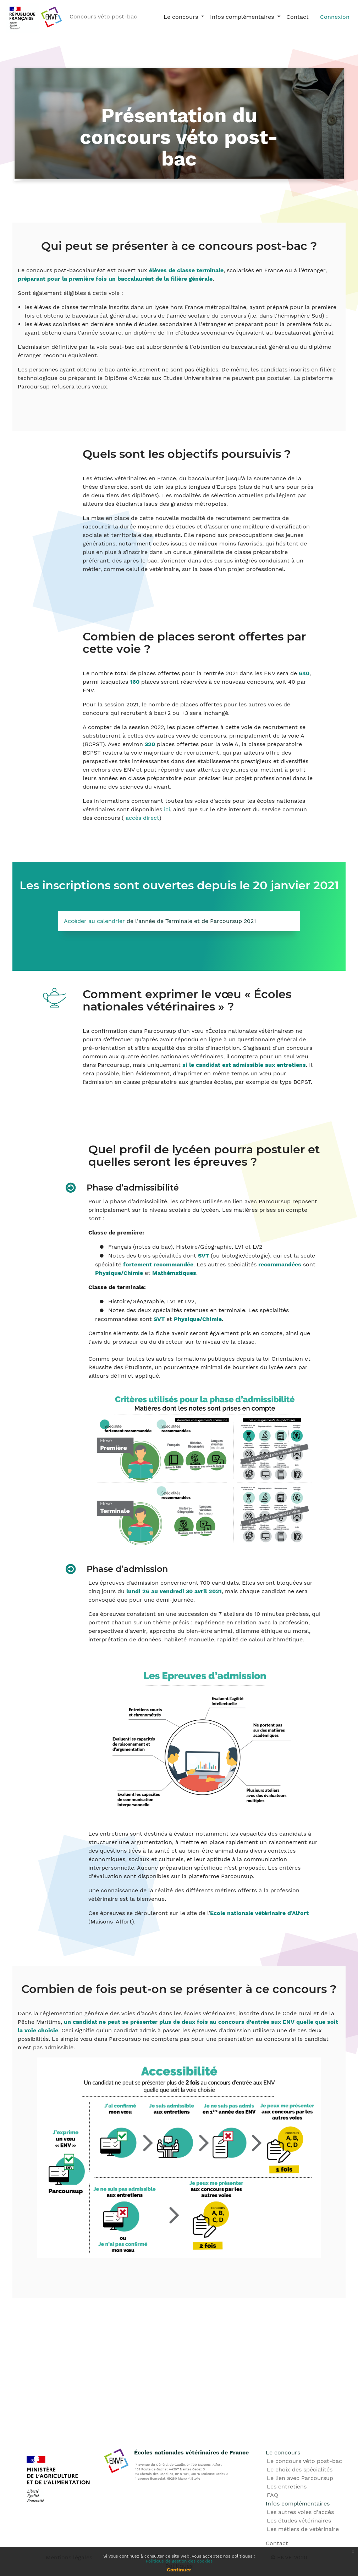 RÉPUBLIQUE
FRANÇAISE
Liberté
Égalité
Fraternité
ENVF
Concours véto post-bac
Le concours
Infos complémentaires
Contact
Connexion
Présentation du
concours véto post-
bac
Qui peut se présenter à ce concours post-bac ?
Le concours post-baccalauréat est ouvert aux élèves de classe terminale, scolarisés en France ou à l'étranger,
préparant pour la première fois un baccalauréat de la filière générale.
Sont également éligibles à cette voie :
les élèves de classe terminale inscrits dans un lycée hors France métropolitaine, ayant préparé pour la première
fois et obtenu le baccalauréat général au cours de l'année scolaire du concours (i.e. dans l'hémisphère Sud) ;
les élèves scolarisés en dernière année d'études secondaires à l'étranger et préparant pour la première fois ou
ayant obtenu dans l'année scolaire, un diplôme de fin d'études secondaires équivalent au baccalauréat général.
L'admission définitive par la voie post-bac est subordonnée à l'obtention du baccalauréat général ou du diplôme
étranger reconnu équivalent.
Les personnes ayant obtenu le bac antérieurement ne sont pas éligibles. De même, les candidats inscrits en filière
technologique ou préparant le Diplôme d'Accès aux Etudes Universitaires ne peuvent pas postuler. La plateforme
Parcoursup refusera leurs vœux.
Quels sont les objectifs poursuivis ?
Les études vétérinaires en France, du baccalauréat jusqu'à la soutenance de la
thèse d'exercice, sont de loin les plus longues d'Europe (plus de 7,5 ans pour près
de deux tiers des diplômés). Les modalités de sélection actuelles privilégient par
ailleurs des étudiants issus des grandes métropoles.
La mise en place de cette nouvelle modalité de recrutement permettra de
raccourcir la durée moyenne des études et d'assurer une meilleure diversification
sociale et territoriale des étudiants. Elle répond aux préoccupations des jeunes
générations, notamment celles issues de milieux moins favorisés, qui hésitent de
plus en plus à s'inscrire dans un cursus généraliste de classe préparatoire
préférant, dès après le bac, s'orienter dans des cursus intégrés conduisant à un
métier, comme celui de vétérinaire, sur la base d'un projet professionnel.
Combien de places seront offertes par
cette voie ?
Le nombre total de places offertes pour la rentrée 2021 dans les ENV sera de 640,
parmi lesquelles 160 places seront réservées à ce nouveau concours, soit 40 par
ENV.
Pour la session 2021, le nombre de places offertes pour les autres voies de
concours qui recrutent à bac+2 ou +3 sera inchangé.
A compter de la session 2022, les places offertes à cette voie de recrutement se
substitueront à celles des autres voies de concours, principalement de la voie A
(BCPST). Avec environ 320 places offertes pour la voie A, la classe préparatoire
BCPST restera la voie majoritaire de recrutement, qui par ailleurs offrent des
places très appréciées dans des établissements prestigieux et diversifiés
en dehors des ENV et peut répondre aux attentes de jeunes qui mettent à profit
leur année de classe préparatoire pour préciser leur projet professionnel dans le
domaine des sciences du vivant.
Les informations concernant toutes les voies d'accès pour les écoles nationales
vétérinaires sont disponibles ici, ainsi que sur le site internet du service commun
des concours ( accès direct)
Les inscriptions sont ouvertes depuis le 20 janvier 2021
Accéder au calendrier de l'année de Terminale et de Parcoursup 2021
Comment exprimer le vœu « Écoles
nationales vétérinaires » ?
La confirmation dans Parcoursup d'un vœu «Écoles nationales vétérinaires» ne
pourra s'effectuer qu'après avoir répondu en ligne à un questionnaire général de
pré-orientation et s'être acquitté des droits d'inscription. S'agissant d'un concours
commun aux quatre écoles nationales vétérinaires, il comptera pour un seul vœu
dans Parcoursup, mais uniquement si le candidat est admissible aux entretiens. Il
sera possible, bien évidemment, d'exprimer en même temps un vœu pour
l'admission en classe préparatoire aux grandes écoles, par exemple de type BCPST.
Quel profil de lycéen pourra postuler et
quelles seront les épreuves ?
Phase d'admissibilité
Pour la phase d'admissibilité, les critères utilisés en lien avec Parcoursup reposent
principalement sur le niveau scolaire du lycéen. Les matières prises en compte
sont :
Classe de première:
Français (notes du bac), Histoire/Géographie, LV1 et LV2
Notes des trois spécialités dont SVT (ou biologie/écologie), qui est la seule
spécialité fortement recommandée. Les autres spécialités recommandées sont
Physique/Chimie et Mathématiques.
Classe de terminale:
Histoire/Géographie, LV1 et LV2,
Notes des deux spécialités retenues en terminale. Les spécialités
recommandées sont SVT et Physique/Chimie.
Certains éléments de la fiche avenir seront également pris en compte, ainsi que
l'avis du proviseur ou du directeur sur le niveau de la classe.
Comme pour toutes les autres formations publiques depuis la loi Orientation et
Réussite des Étudiants, un pourcentage minimal de boursiers du lycée sera par
ailleurs défini et appliqué.
Critères utilisés pour la phase d'admissibilité
Matières dont les notes sont prises en compte
Spécialité
fortement recommandée
Spécialités
recommandées
Elève
Première
Français
Histoire
Géographie
Langues
vivantes
Spécialités
recommandées
Elève
Terminale
Histoire
Géographie
Langues
vivantes
Phase d'admission
Les épreuves d'admission concerneront 700 candidats. Elles seront bloquées sur
cinq jours du lundi 26 au vendredi 30 avril 2021, mais chaque candidat ne sera
convoqué que pour une demi-journée.
Ces épreuves consistent en une succession de 7 ateliers de 10 minutes précises, qui
portent chacun sur un thème précis : explication en relation avec la profession,
perspectives d'avenir, approche du bien-être animal, dilemme éthique ou moral,
interprétation de données, habileté manuelle, rapidité de calcul arithmétique.
Les Epreuves d'admission
Evaluent l'agilité
intellectuelle
Entretiens courts
et chronométrés
Ne portent pas
sur des matières
académiques
Evaluent les capacités
de raisonnement et
d'argumentation
Evaluent les capacités
de communication
interpersonnelle
Plusieurs ateliers
avec des évaluateurs
multiples
Les entretiens sont destinés à évaluer notamment les capacités des candidats à
structurer une argumentation, à mettre en place rapidement un raisonnement sur
des questions liées à la santé et au bien-être animal dans des contextes
économiques, sociaux et culturels, et leur aptitude à la communication
interpersonnelle. Aucune préparation spécifique n'est proposée. Les critères
d'évaluation sont disponibles sur la plateforme Parcoursup.
Une connaissance de la réalité des différents métiers offerts à la profession
vétérinaire est la bienvenue.
Ces épreuves se dérouleront sur le site de l'Ecole nationale vétérinaire d'Alfort
(Maisons-Alfort).
Combien de fois peut-on se présenter à ce concours ?
Dans la réglementation générale des voies d'accès dans les écoles vétérinaires, inscrite dans le Code rural et de la
Pêche Maritime, un candidat ne peut se présenter plus de deux fois au concours d'entrée aux ENV quelle que soit
la voie choisie. Ceci signifie qu'un candidat admis à passer les épreuves d'admission utilisera une de ces deux
possibilités. Le simple vœu dans Parcoursup ne comptera pas pour une présentation au concours si le candidat
n'est pas admissible.
Accessibilité
Un candidat ne peut se présenter plus de 2 fois au concours d'entrée aux ENV
quelle que soit la voie choisie
J'ai confirmé
mon vœu
Je suis admissible
aux entretiens
Je ne suis pas admis
en 1ère année des ENV
Je peux me présenter
aux concours par les
autres voies
J'exprime
un vœu
« ENV »
CONCOURS
A, B,
C, D
1 fois
Parcoursup
Je ne suis pas admissible
aux entretiens
Je peux me présenter
aux concours par les
autres voies
CONCOURS
A, B,
C, D
ou
Je n'ai pas confirmé
mon vœu
2 fois
MINISTÈRE
DE L'AGRICULTURE
ET DE L'ALIMENTATION
Liberté
Égalité
Fraternité
ENVF
Écoles nationales vétérinaires de France
Le concours
Le concours véto post-bac
Le choix des spécialités
Le lien avec Parcoursup
Les entretiens
FAQ
Infos complémentaires
Les autres voies d'accès
Les études vétérinaires
Les métiers de vétérinaire
Contact
Si vous continuez à consulter ce site web, vous acceptez nos politiques :
Continuer